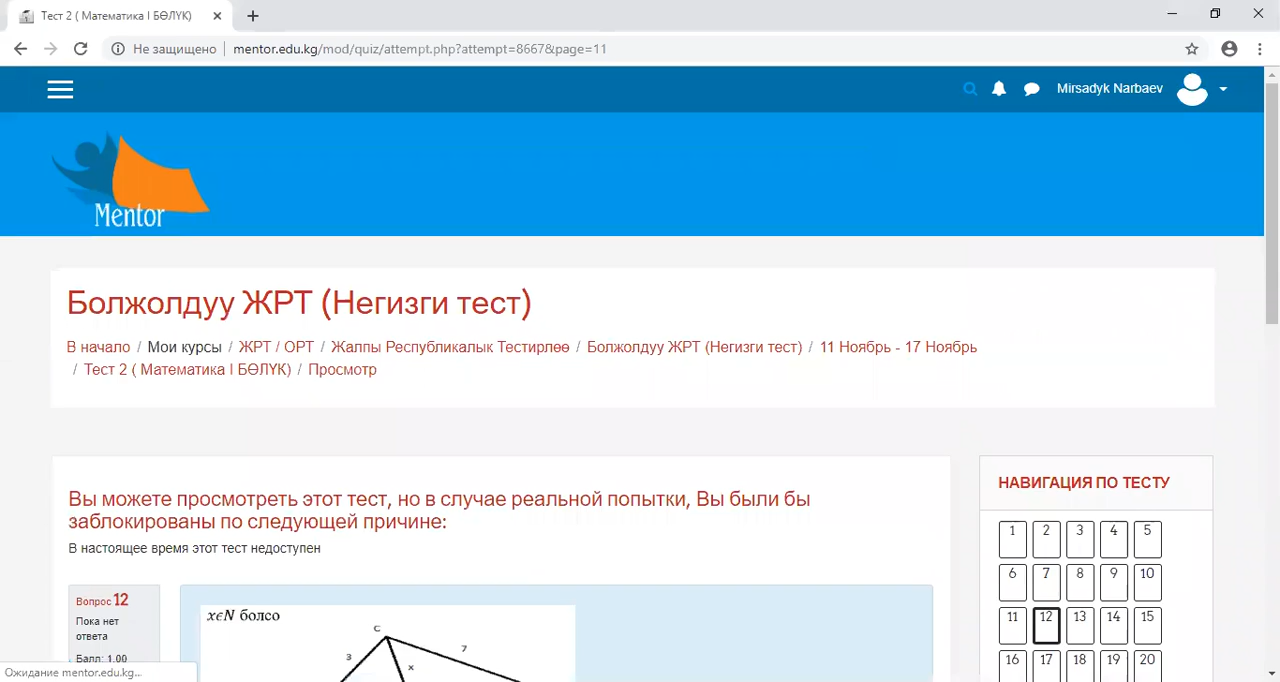 Тест 2 ( Математика I БӨЛҮК)
Не защищено
mentor.edu.kg/mod/quiz/attempt.php?attempt=8667&page=11
Mirsadyk Narbaev
Mentor
Болжолдуу ЖРТ (Негизги тест)
В начало / Мои курсы / ЖРТ / ОРТ / Жалпы Республикалык Тестирлөө / Болжолдуу ЖРТ (Негизги тест) / 11 Ноябрь - 17 Ноябрь
/ Тест 2 ( Математика I БӨЛҮК) / Просмотр
Вы можете просмотреть этот тест, но в случае реальной попытки, Вы были бы
заблокированы по следующей причине:
В настоящее время этот тест недоступен
Вопрос 12
Пока нет
ответа
Балл: 1,00
xϵN болсо
C
3
7
x
НАВИГАЦИЯ ПО ТЕСТУ
1 2 3 4 5
6 7 8 9 10
11 12 13 14 15
16 17 18 19 20
Ожидание mentor.edu.kg...